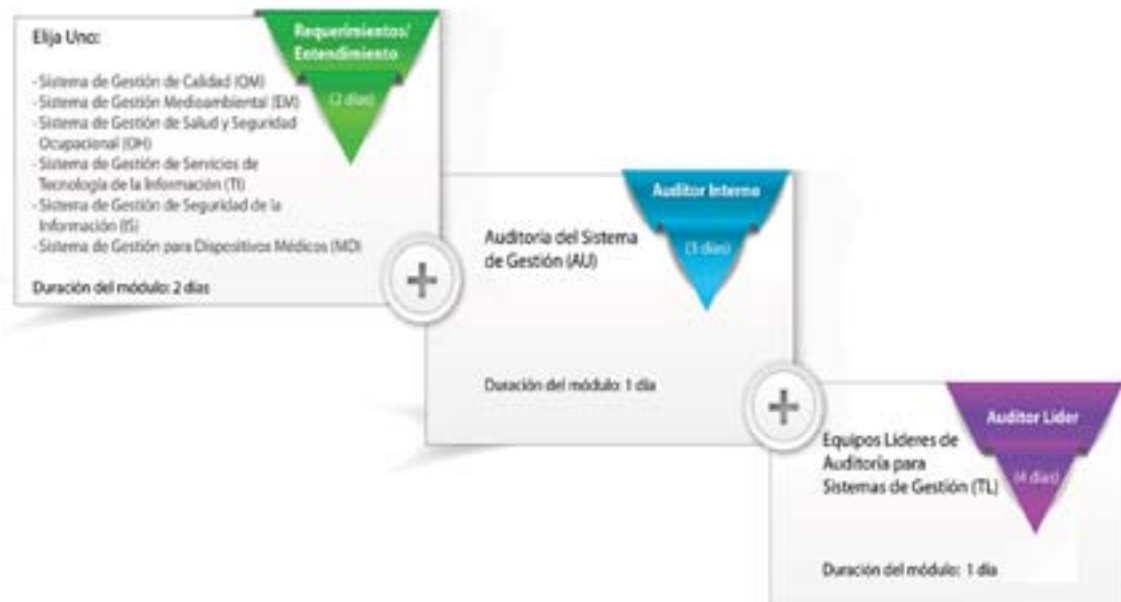 Elija Uno:
- Sistema de Gestión de Calidad (QM)
- Sistema de Gestión Medioambiental (EM)
- Sistema de Gestión de Salud y Seguridad
Ocupacional (OH)
- Sistema de Gestión de Servicios de
Tecnología de la Información (TI)
- Sistema de Gestión de Seguridad de la
Información (IS)
- Sistema de Gestión para Dispositivos Médicos (MD)
Duración del módulo: 2 días
Requerimientos/
Entendimiento
(2 días)
Auditoría del Sistema
de Gestión (AU)
Duración del módulo: 1 día
Auditor Interno
(3 días)
Equipos Líderes de
Auditoría para
Sistemas de Gestión (TL)
Duración del módulo: 1 día
Auditor Líder
(4 días)